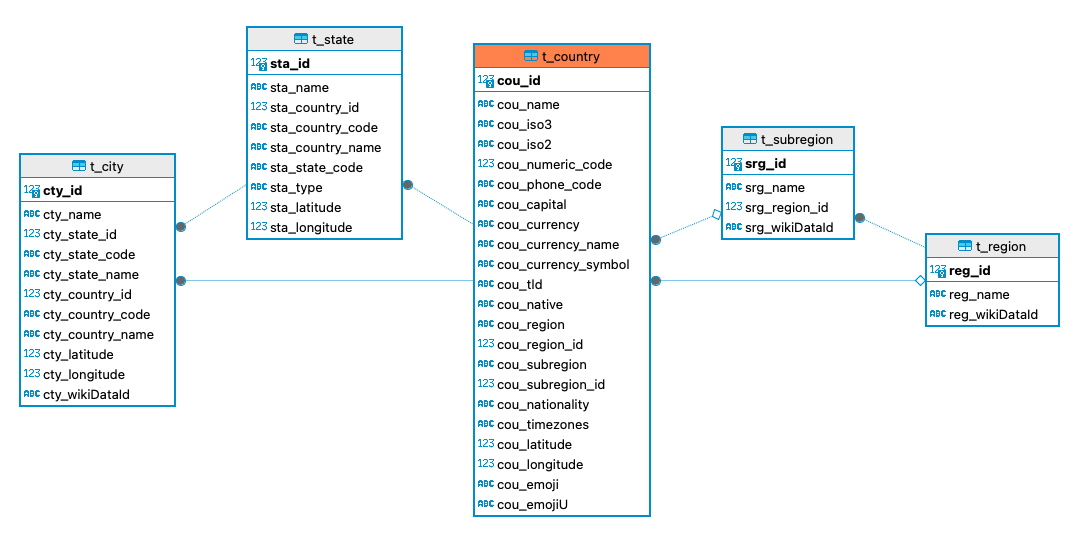 t_state
123 sta_id
ABC sta_name
123 sta_country_id
ABC sta_country_code
ABC sta_country_name
ABC sta_state_code
ABC sta_type
123 sta_latitude
123 sta_longitude
t_country
123 cou_id
ABC cou_name
ABC cou_iso3
ABC cou_iso2
123 cou_numeric_code
ABC cou_phone_code
ABC cou_capital
ABC cou_currency
ABC cou_currency_name
ABC cou_currency_symbol
ABC cou_tld
ABC cou_native
ABC cou_region
123 cou_region_id
ABC cou_subregion
123 cou_subregion_id
ABC cou_nationality
ABC cou_timezones
123 cou_latitude
123 cou_longitude
ABC cou_emoji
ABC cou_emojiU
t_city
123 cty_id
ABC cty_name
123 cty_state_id
ABC cty_state_code
ABC cty_state_name
123 cty_country_id
ABC cty_country_code
ABC cty_country_name
123 cty_latitude
123 cty_longitude
ABC cty_wikiDataId
t_subregion
123 srg_id
ABC srg_name
123 srg_region_id
ABC srg_wikiDataId
t_region
123 reg_id
ABC reg_name
ABC reg_wikiDataId